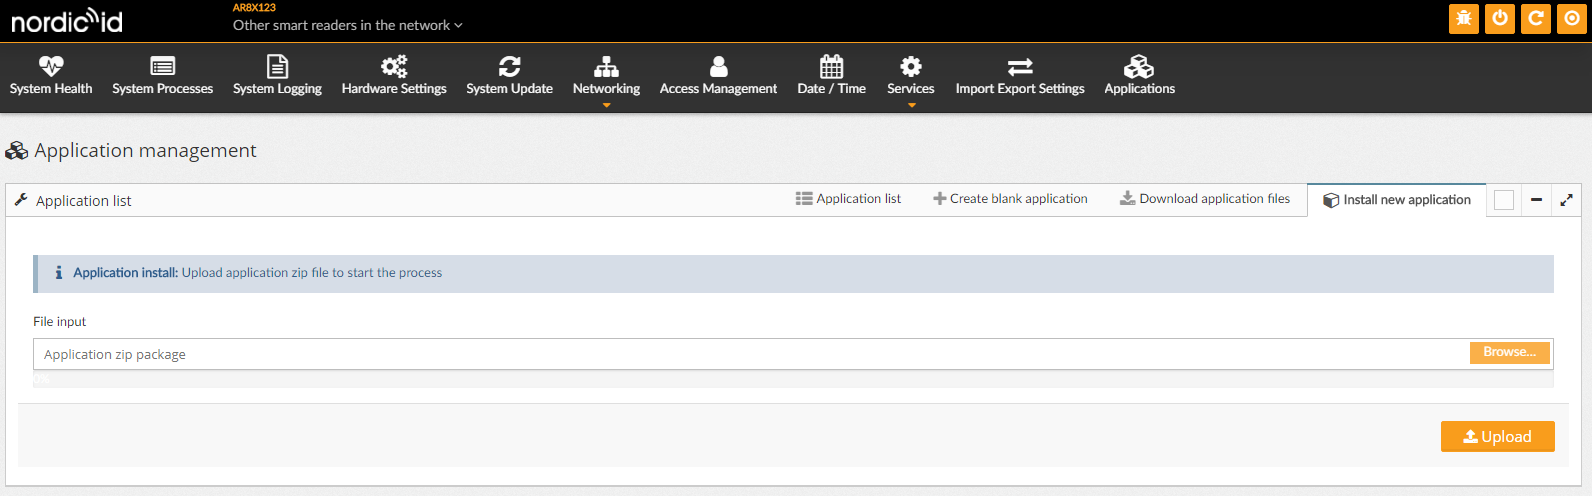 nordic id
AR8X123
Other smart readers in the network
System Health System Processes System Logging Hardware Settings System Update Networking Access Management Date / Time Services Import Export Settings Applications
Application management
Application list Application list Create blank application Download application files Install new application
Application install: Upload application zip file to start the process
File input
Application zip package Browse...
0%
Upload